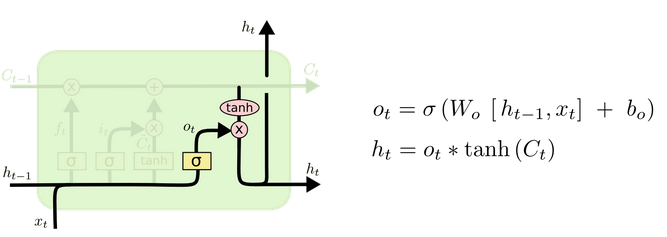 h_t
C_{t-1} C_t
tanh
f_t i_t o_t x + x x
C̃_t
σ σ tanh σ
h_{t-1} h_t
x_t
o_t = σ (W_o [ h_{t-1}, x_t ] + b_o)
h_t = o_t * tanh (C_t)